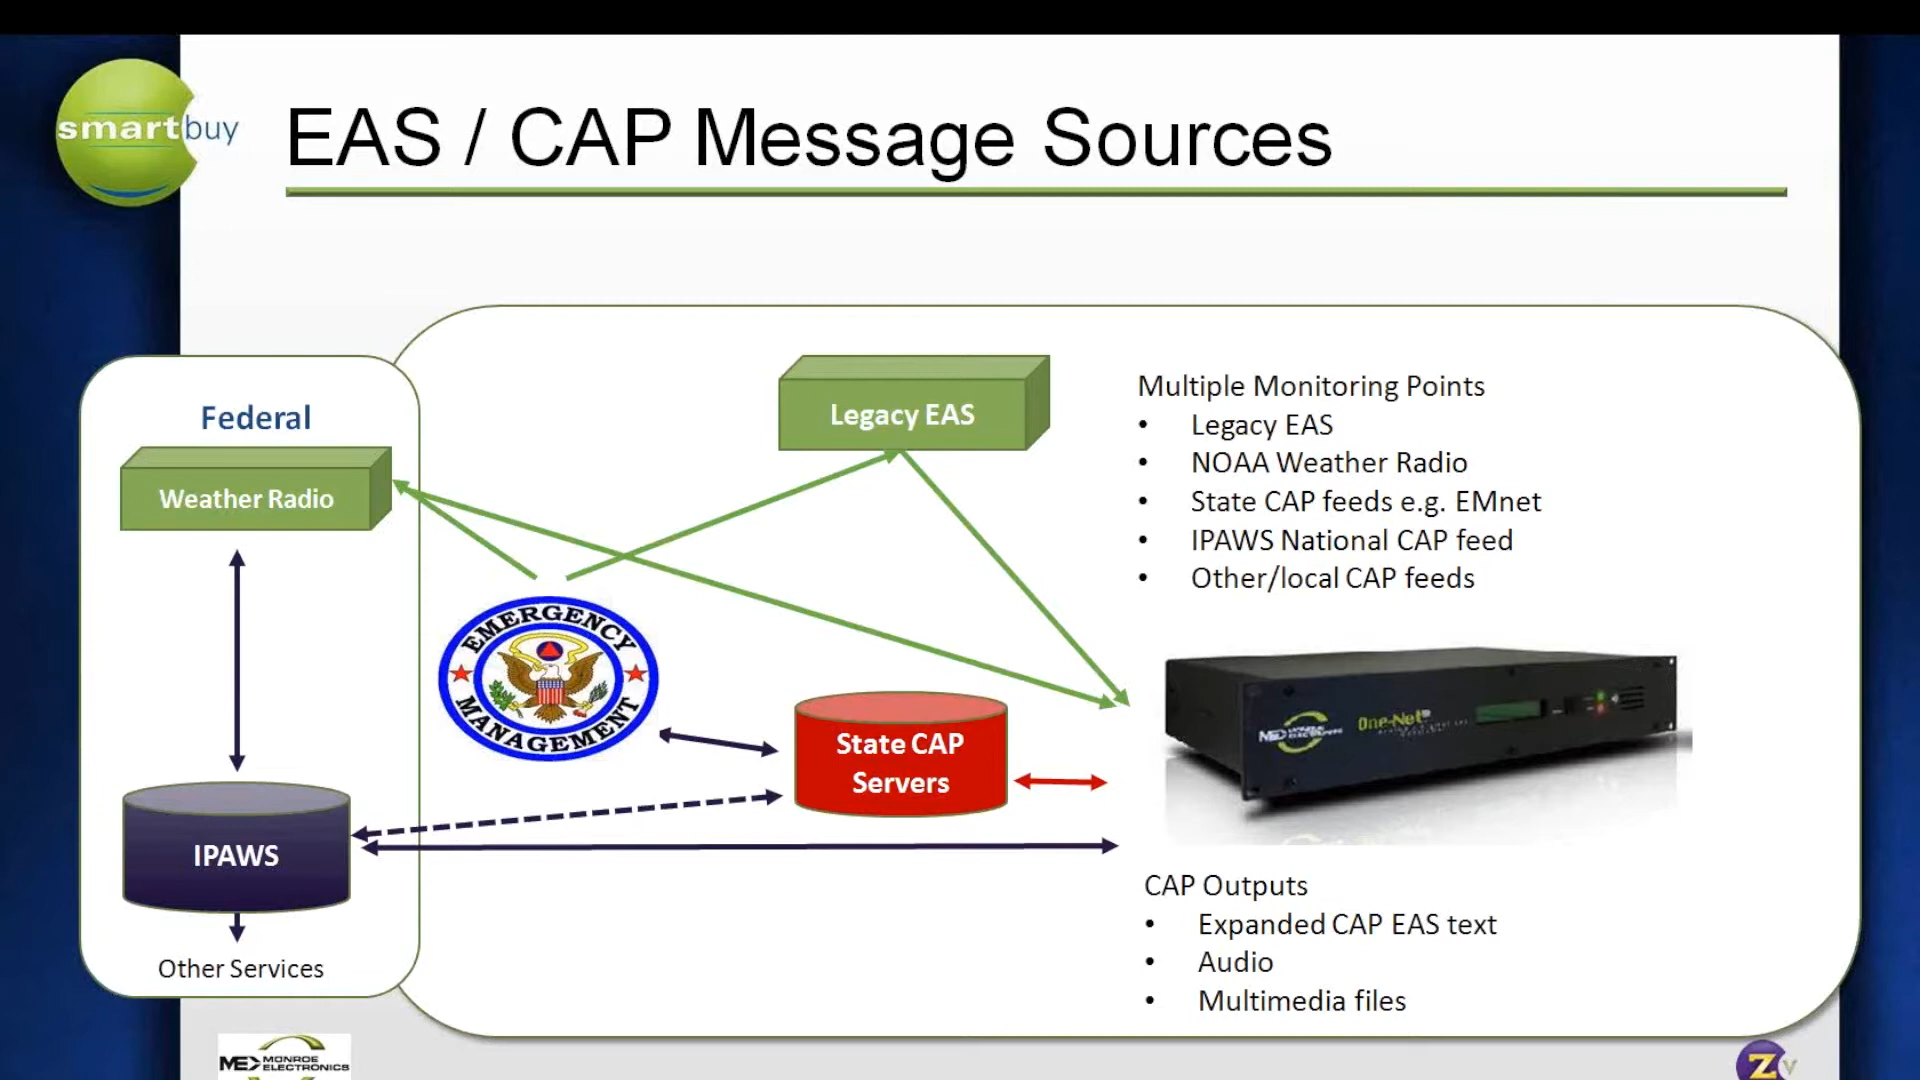 smartbuy
EAS / CAP Message Sources
Federal
Weather Radio
IPAWS
Other Services
Legacy EAS
EMERGENCY
MANAGEMENT
State CAP
Servers
Multiple Monitoring Points
• Legacy EAS
• NOAA Weather Radio
• State CAP feeds e.g. EMnet
• IPAWS National CAP feed
• Other/local CAP feeds
One-Net
CAP Outputs
• Expanded CAP EAS text
• Audio
• Multimedia files
MONROE
ELECTRONICS
Z